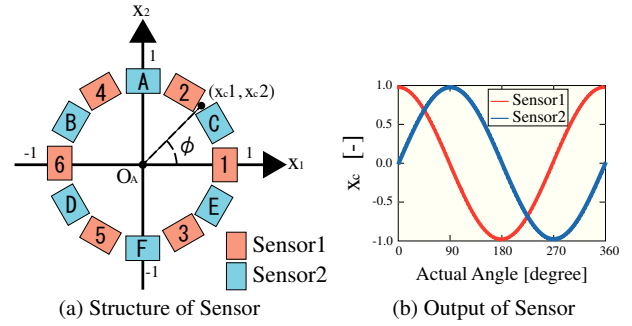 x₂
1
A
4
2
(xc1, xc2)
B
C
ϕ
-1
6
1
1
x₁
O_A
D
E
5
3
F
-1
Sensor1
Sensor2
(a) Structure of Sensor
1.0
0.5
0.0
-0.5
-1.0
xc [-]
Sensor1
Sensor2
0
90
180
270
360
Actual Angle [degree]
(b) Output of Sensor